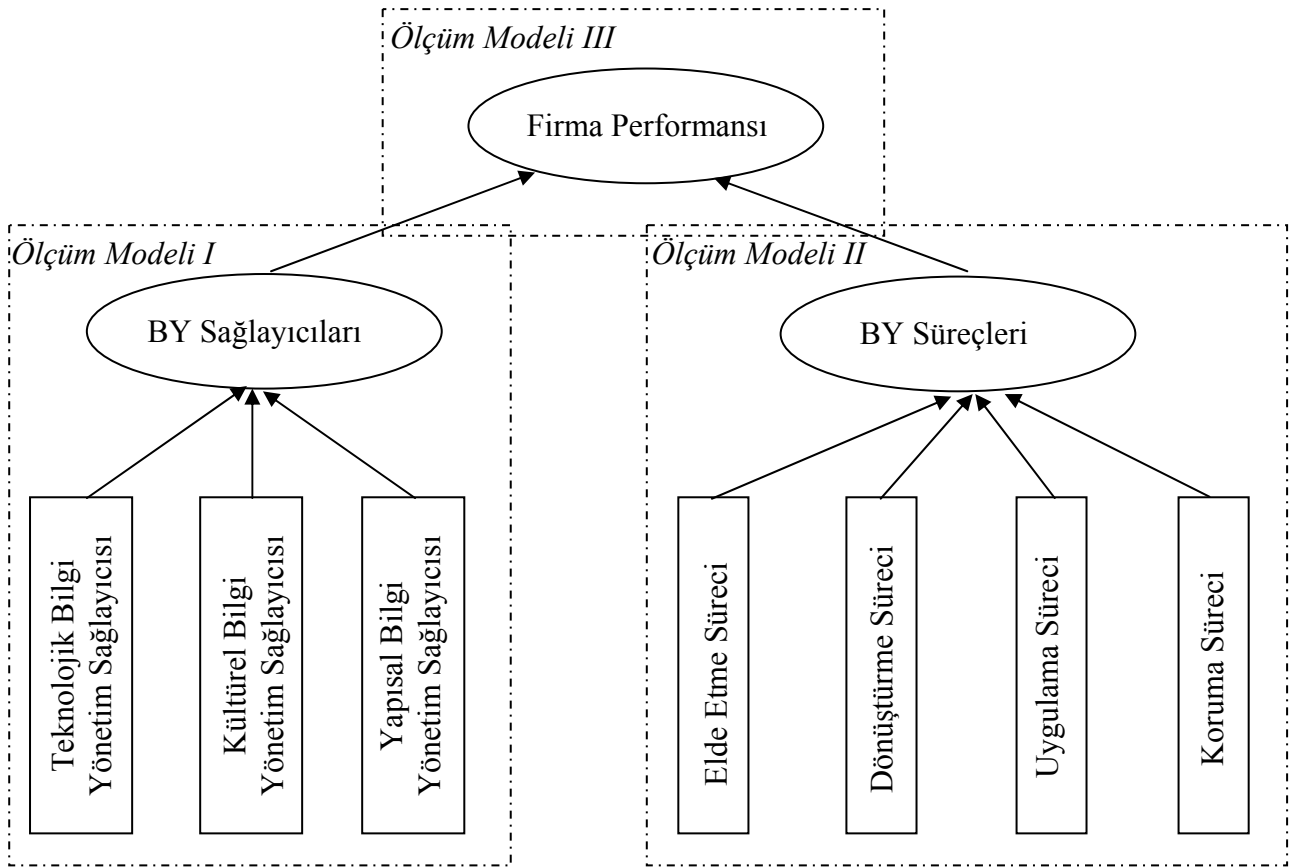 Ölçüm Modeli III
Firma Performansı
Ölçüm Modeli I
BY Sağlayıcıları
Teknolojik Bilgi
Yönetim Sağlayıcısı
Kültürel Bilgi
Yönetim Sağlayıcısı
Yapısal Bilgi
Yönetim Sağlayıcısı
Ölçüm Modeli II
BY Süreçleri
Elde Etme Süreci
Dönüştürme Süreci
Uygulama Süreci
Koruma Süreci